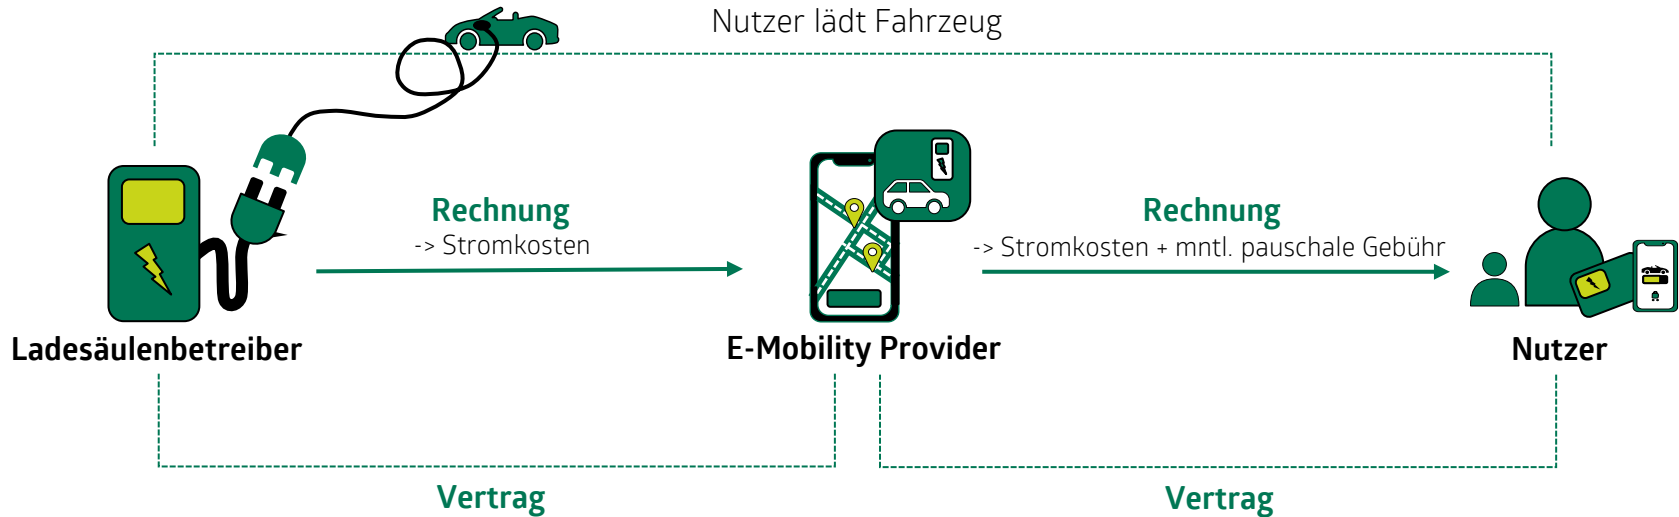 Nutzer lädt Fahrzeug
Rechnung
-> Stromkosten
Rechnung
-> Stromkosten + mntl. pauschale Gebühr
Ladesäulenbetreiber
E-Mobility Provider
Nutzer
Vertrag
Vertrag